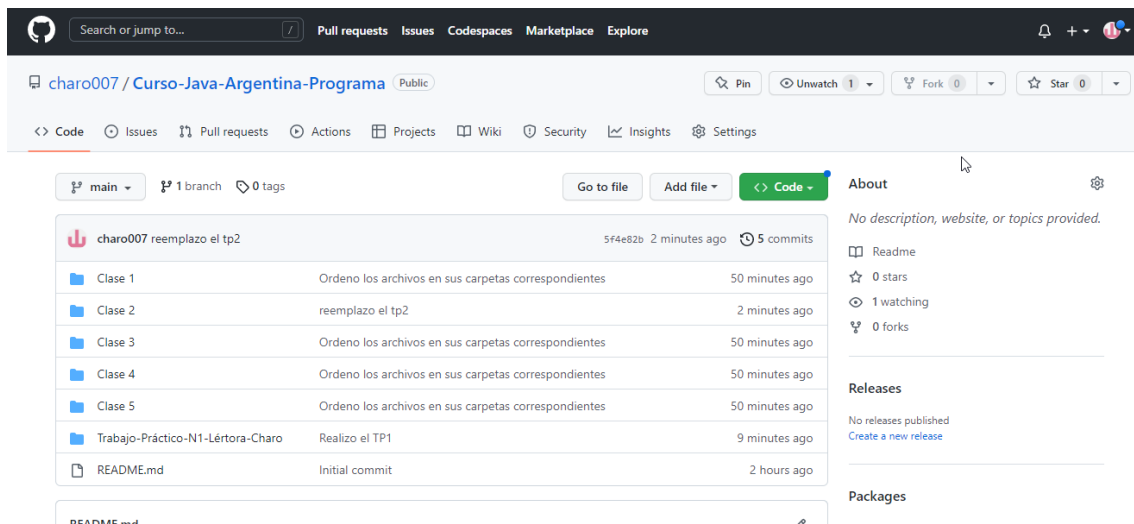 Search or jump to... / Pull requests Issues Codespaces Marketplace Explore
charo007 / Curso-Java-Argentina-Programa Public Pin Unwatch 1 Fork 0 Star 0
Code Issues Pull requests Actions Projects Wiki Security Insights Settings
main 1 branch 0 tags Go to file Add file Code
charo007 reemplazo el tp2 5f4e82b 2 minutes ago 5 commits
Clase 1 Ordeno los archivos en sus carpetas correspondientes 50 minutes ago
Clase 2 reemplazo el tp2 2 minutes ago
Clase 3 Ordeno los archivos en sus carpetas correspondientes 50 minutes ago
Clase 4 Ordeno los archivos en sus carpetas correspondientes 50 minutes ago
Clase 5 Ordeno los archivos en sus carpetas correspondientes 50 minutes ago
Trabajo-Práctico-N1-Lértora-Charo Realizo el TP1 9 minutes ago
README.md Initial commit 2 hours ago
README.md
About
No description, website, or topics provided.
Readme
0 stars
1 watching
0 forks
Releases
No releases published
Create a new release
Packages